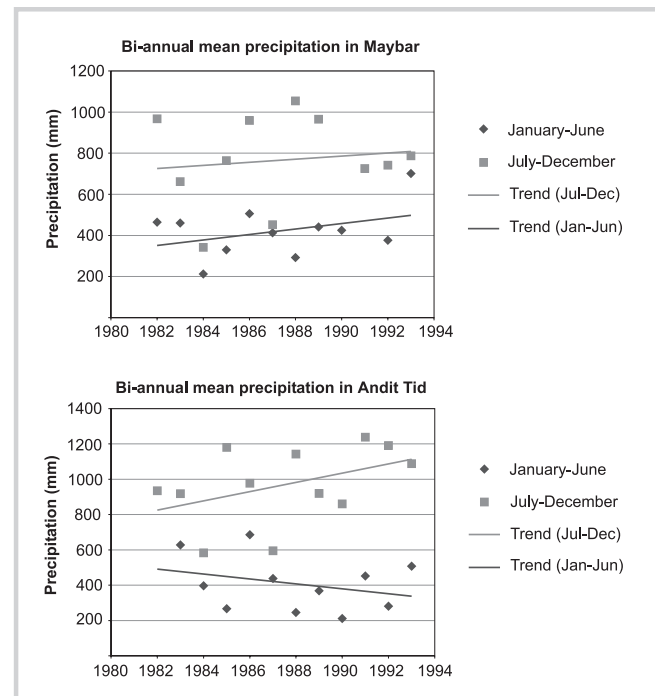 Bi-annual mean precipitation in Maybar
Precipitation (mm)
1200
1000
800
600
400
200
1980 1982 1984 1986 1988 1990 1992 1994
January-June
July-December
Trend (Jul-Dec)
Trend (Jan-Jun)
Bi-annual mean precipitation in Andit Tid
Precipitation (mm)
1400
1200
1000
800
600
400
200
1980 1982 1984 1986 1988 1990 1992 1994
January-June
July-December
Trend (Jul-Dec)
Trend (Jan-Jun)